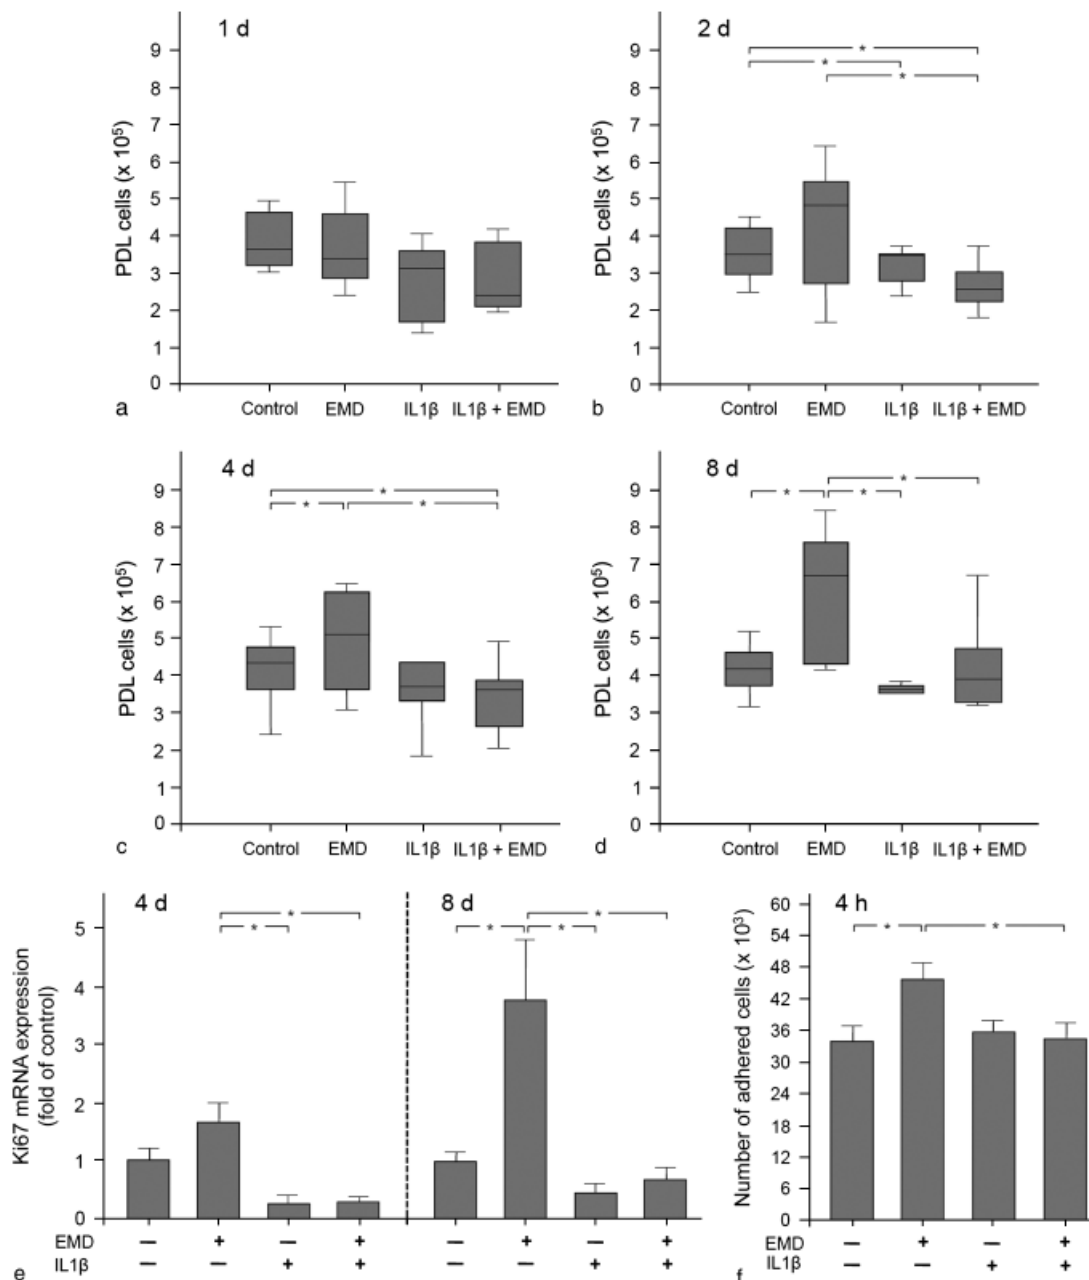 1 d
PDL cells (x 10⁵)
9
8
7
6
5
4
3
2
1
0
Control EMD IL1β IL1β + EMD
a
2 d
PDL cells (x 10⁵)
9
8
7
6
5
4
3
2
1
0
* 
*
*
Control EMD IL1β IL1β + EMD
b
4 d
PDL cells (x 10⁵)
9
8
7
6
5
4
3
2
1
0
*
* *
Control EMD IL1β IL1β + EMD
c
8 d
PDL cells (x 10⁵)
9
8
7
6
5
4
3
2
1
0
*
* *
Control EMD IL1β IL1β + EMD
d
4 d 8 d
Ki67 mRNA expression
(fold of control)
5
4
3
2
1
0
* *
* * *
EMD − + − + − + − +
IL1β − − + + − − + +
e
4 h
Number of adhered cells (x 10³)
60
54
48
42
36
30
24
18
12
6
0
* *
EMD − + − +
IL1β − − + +
f